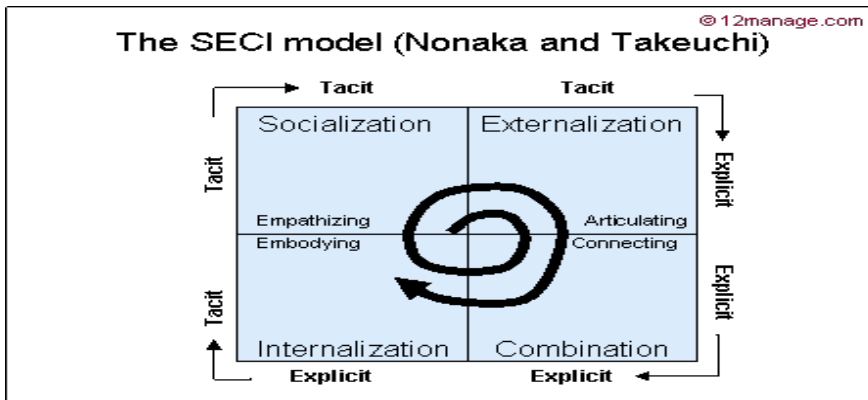 © 12manage.com
The SECI model (Nonaka and Takeuchi)
Tacit
Tacit
Socialization
Externalization
Tacit
Explicit
Empathizing
Articulating
Embodying
Connecting
Tacit
Explicit
Internalization
Combination
Explicit
Explicit